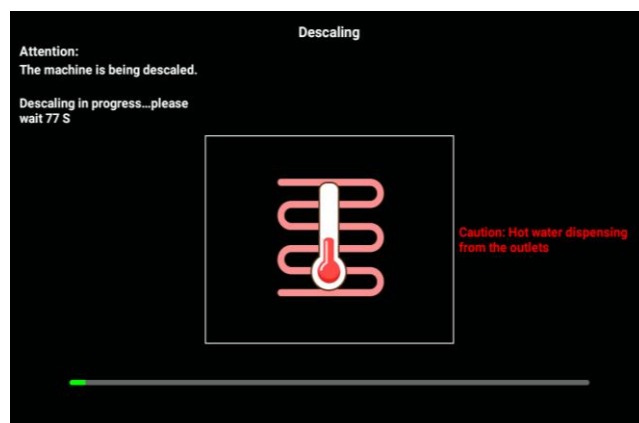 Descaling
Attention:
The machine is being descaled.
Descaling in progress...please
wait 77 S
Caution: Hot water dispensing
from the outlets